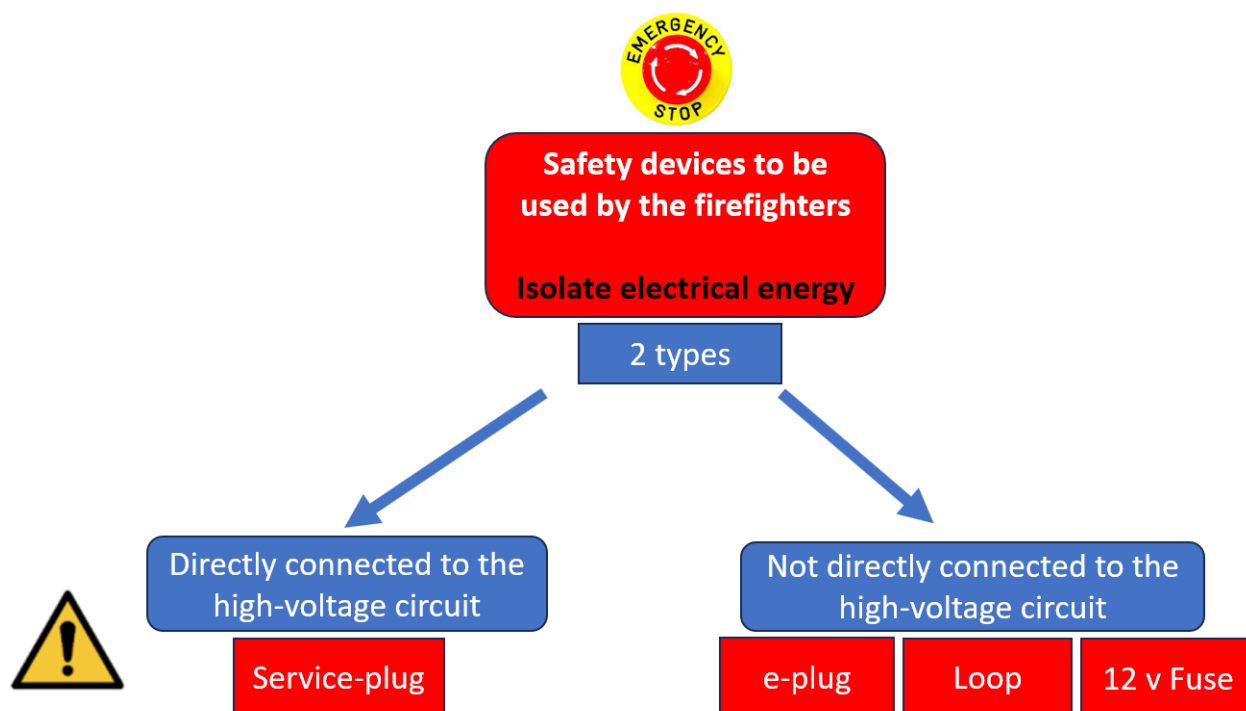 EMERGENCY
STOP
Safety devices to be
used by the firefighters
Isolate electrical energy
2 types
Directly connected to the
high-voltage circuit
Not directly connected to the
high-voltage circuit
Service-plug
e-plug
Loop
12 v Fuse